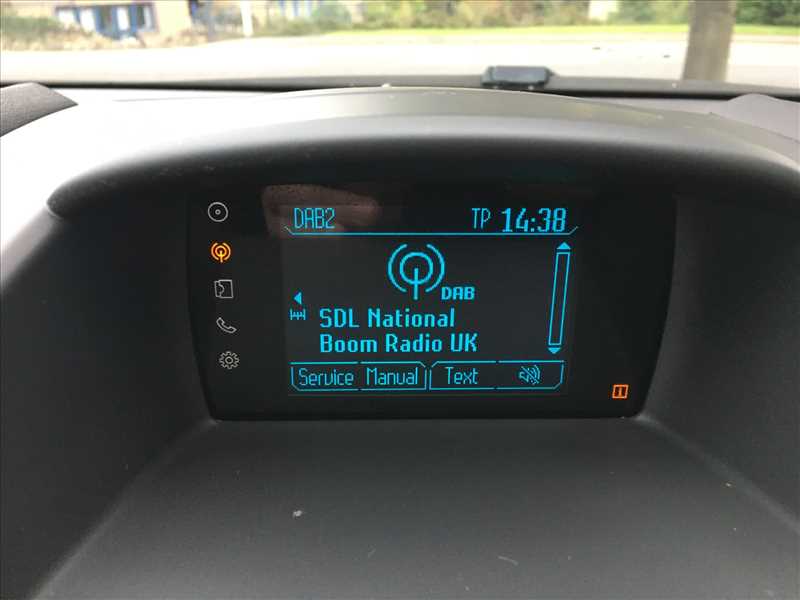 DAB2 TP 14:38
DAB
SDL National
Boom Radio UK
Service Manual Text